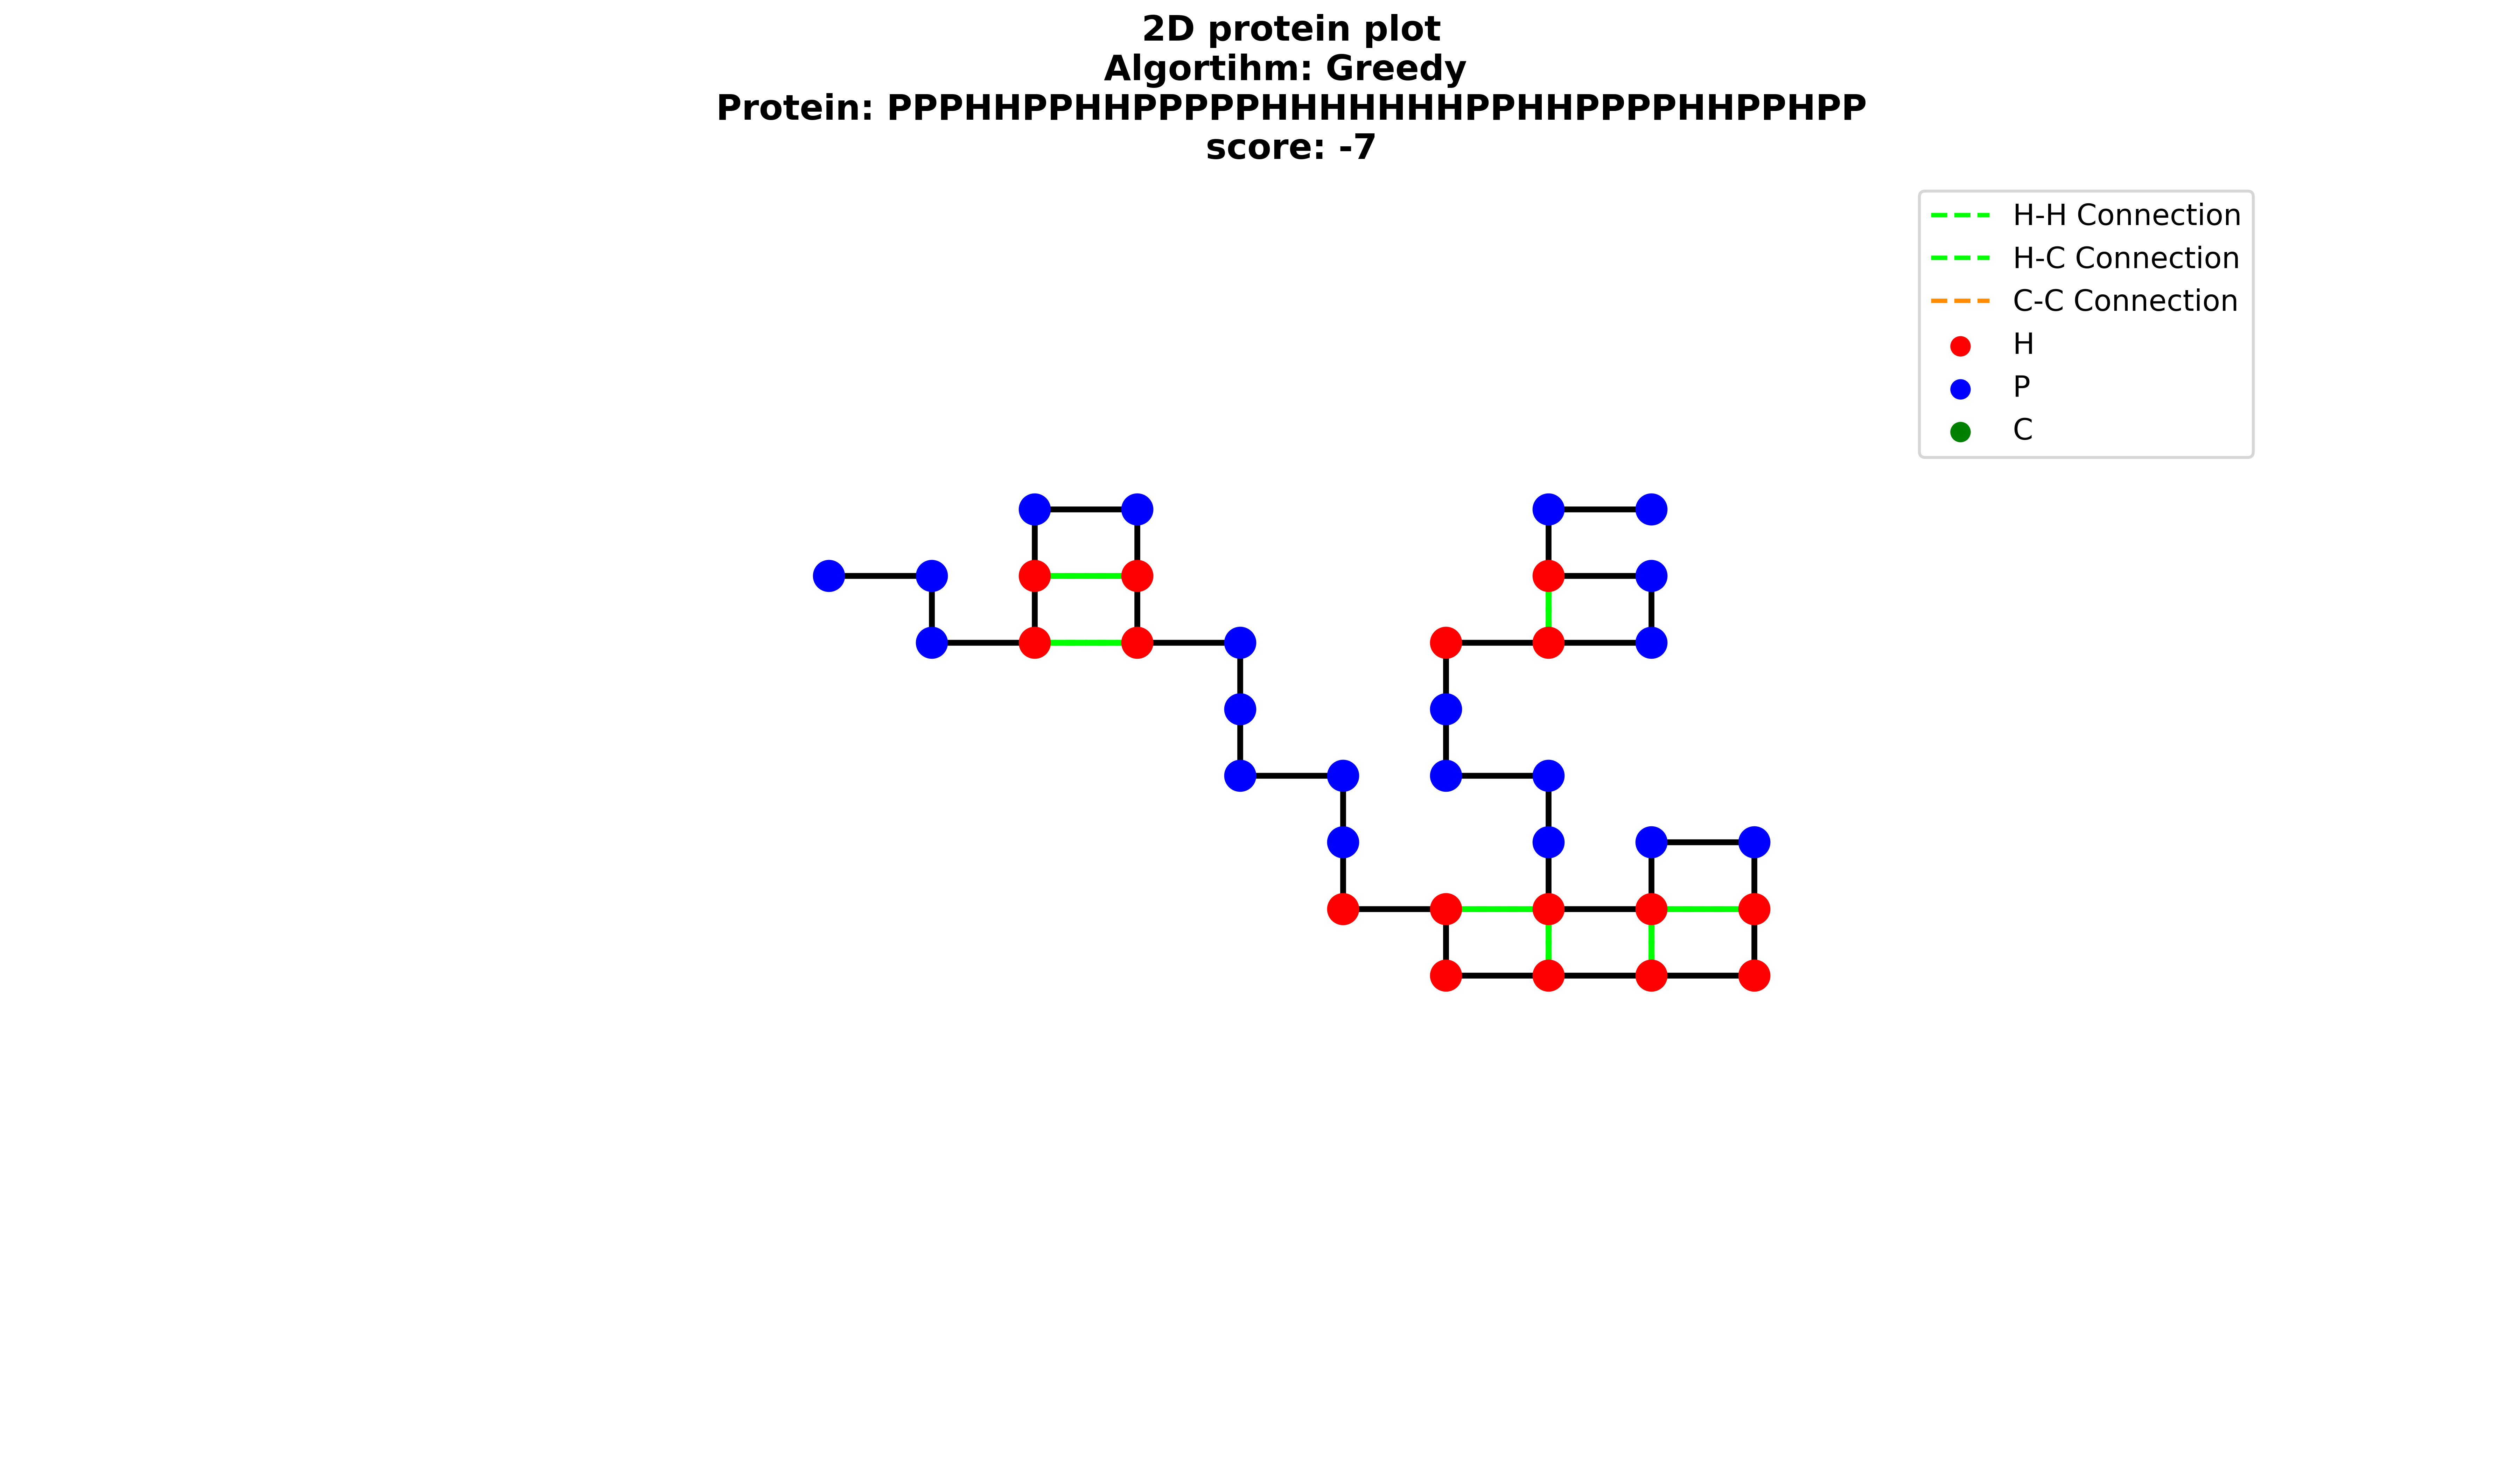 2D protein plot
Algortihm: Greedy
Protein: PPPHHPPHHPPPPPHHHHHHHPPHHPPPPHHPPHPP
score: -7
H-H Connection
H-C Connection
C-C Connection
H
P
C